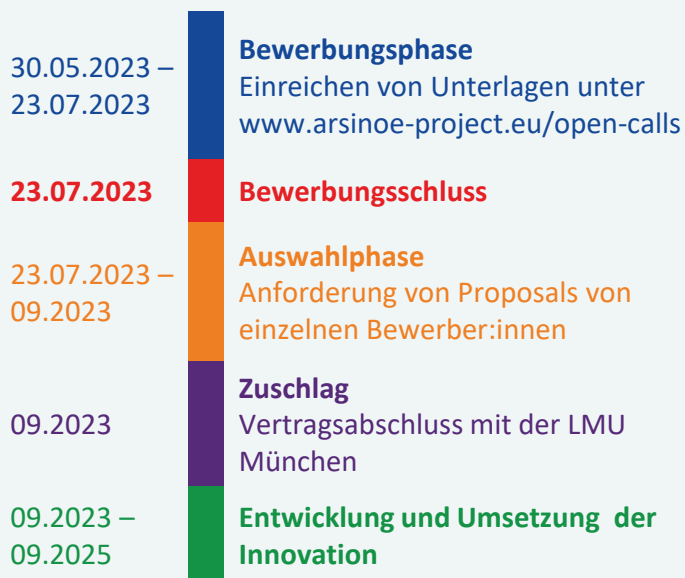 30.05.2023 –
23.07.2023
Bewerbungsphase
Einreichen von Unterlagen unter
www.arsinoe-project.eu/open-calls
23.07.2023
Bewerbungsschluss
23.07.2023 –
09.2023
Auswahlphase
Anforderung von Proposals von
einzelnen Bewerber:innen
09.2023
Zuschlag
Vertragsabschluss mit der LMU
München
09.2023 –
09.2025
Entwicklung und Umsetzung der
Innovation